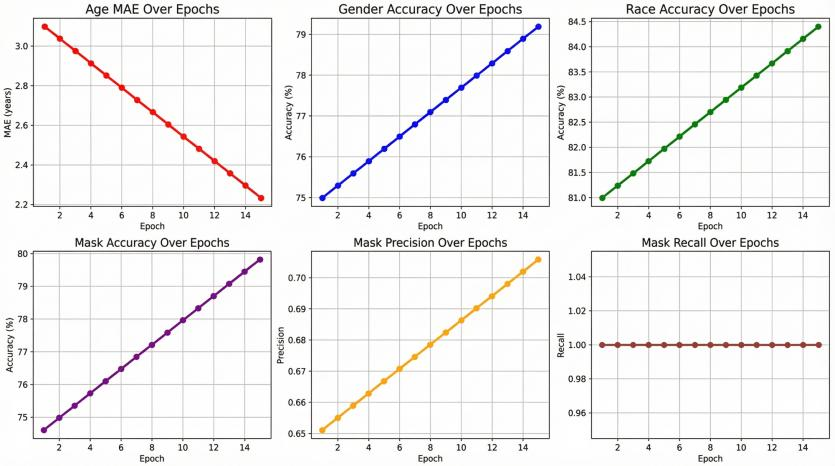 Age MAE Over Epochs
MAE (years)
3.0
2.8
2.6
2.4
2.2
2 4 6 8 10 12 14
Epoch
Gender Accuracy Over Epochs
Accuracy (%)
79
78
77
76
75
2 4 6 8 10 12 14
Epoch
Race Accuracy Over Epochs
Accuracy (%)
84.5
84.0
83.5
83.0
82.5
82.0
81.5
81.0
2 4 6 8 10 12 14
Epoch
Mask Accuracy Over Epochs
Accuracy (%)
80
79
78
77
76
75
2 4 6 8 10 12 14
Epoch
Mask Precision Over Epochs
Precision
0.70
0.69
0.68
0.67
0.66
0.65
2 4 6 8 10 12 14
Epoch
Mask Recall Over Epochs
Recall
1.04
1.02
1.00
0.98
0.96
2 4 6 8 10 12 14
Epoch